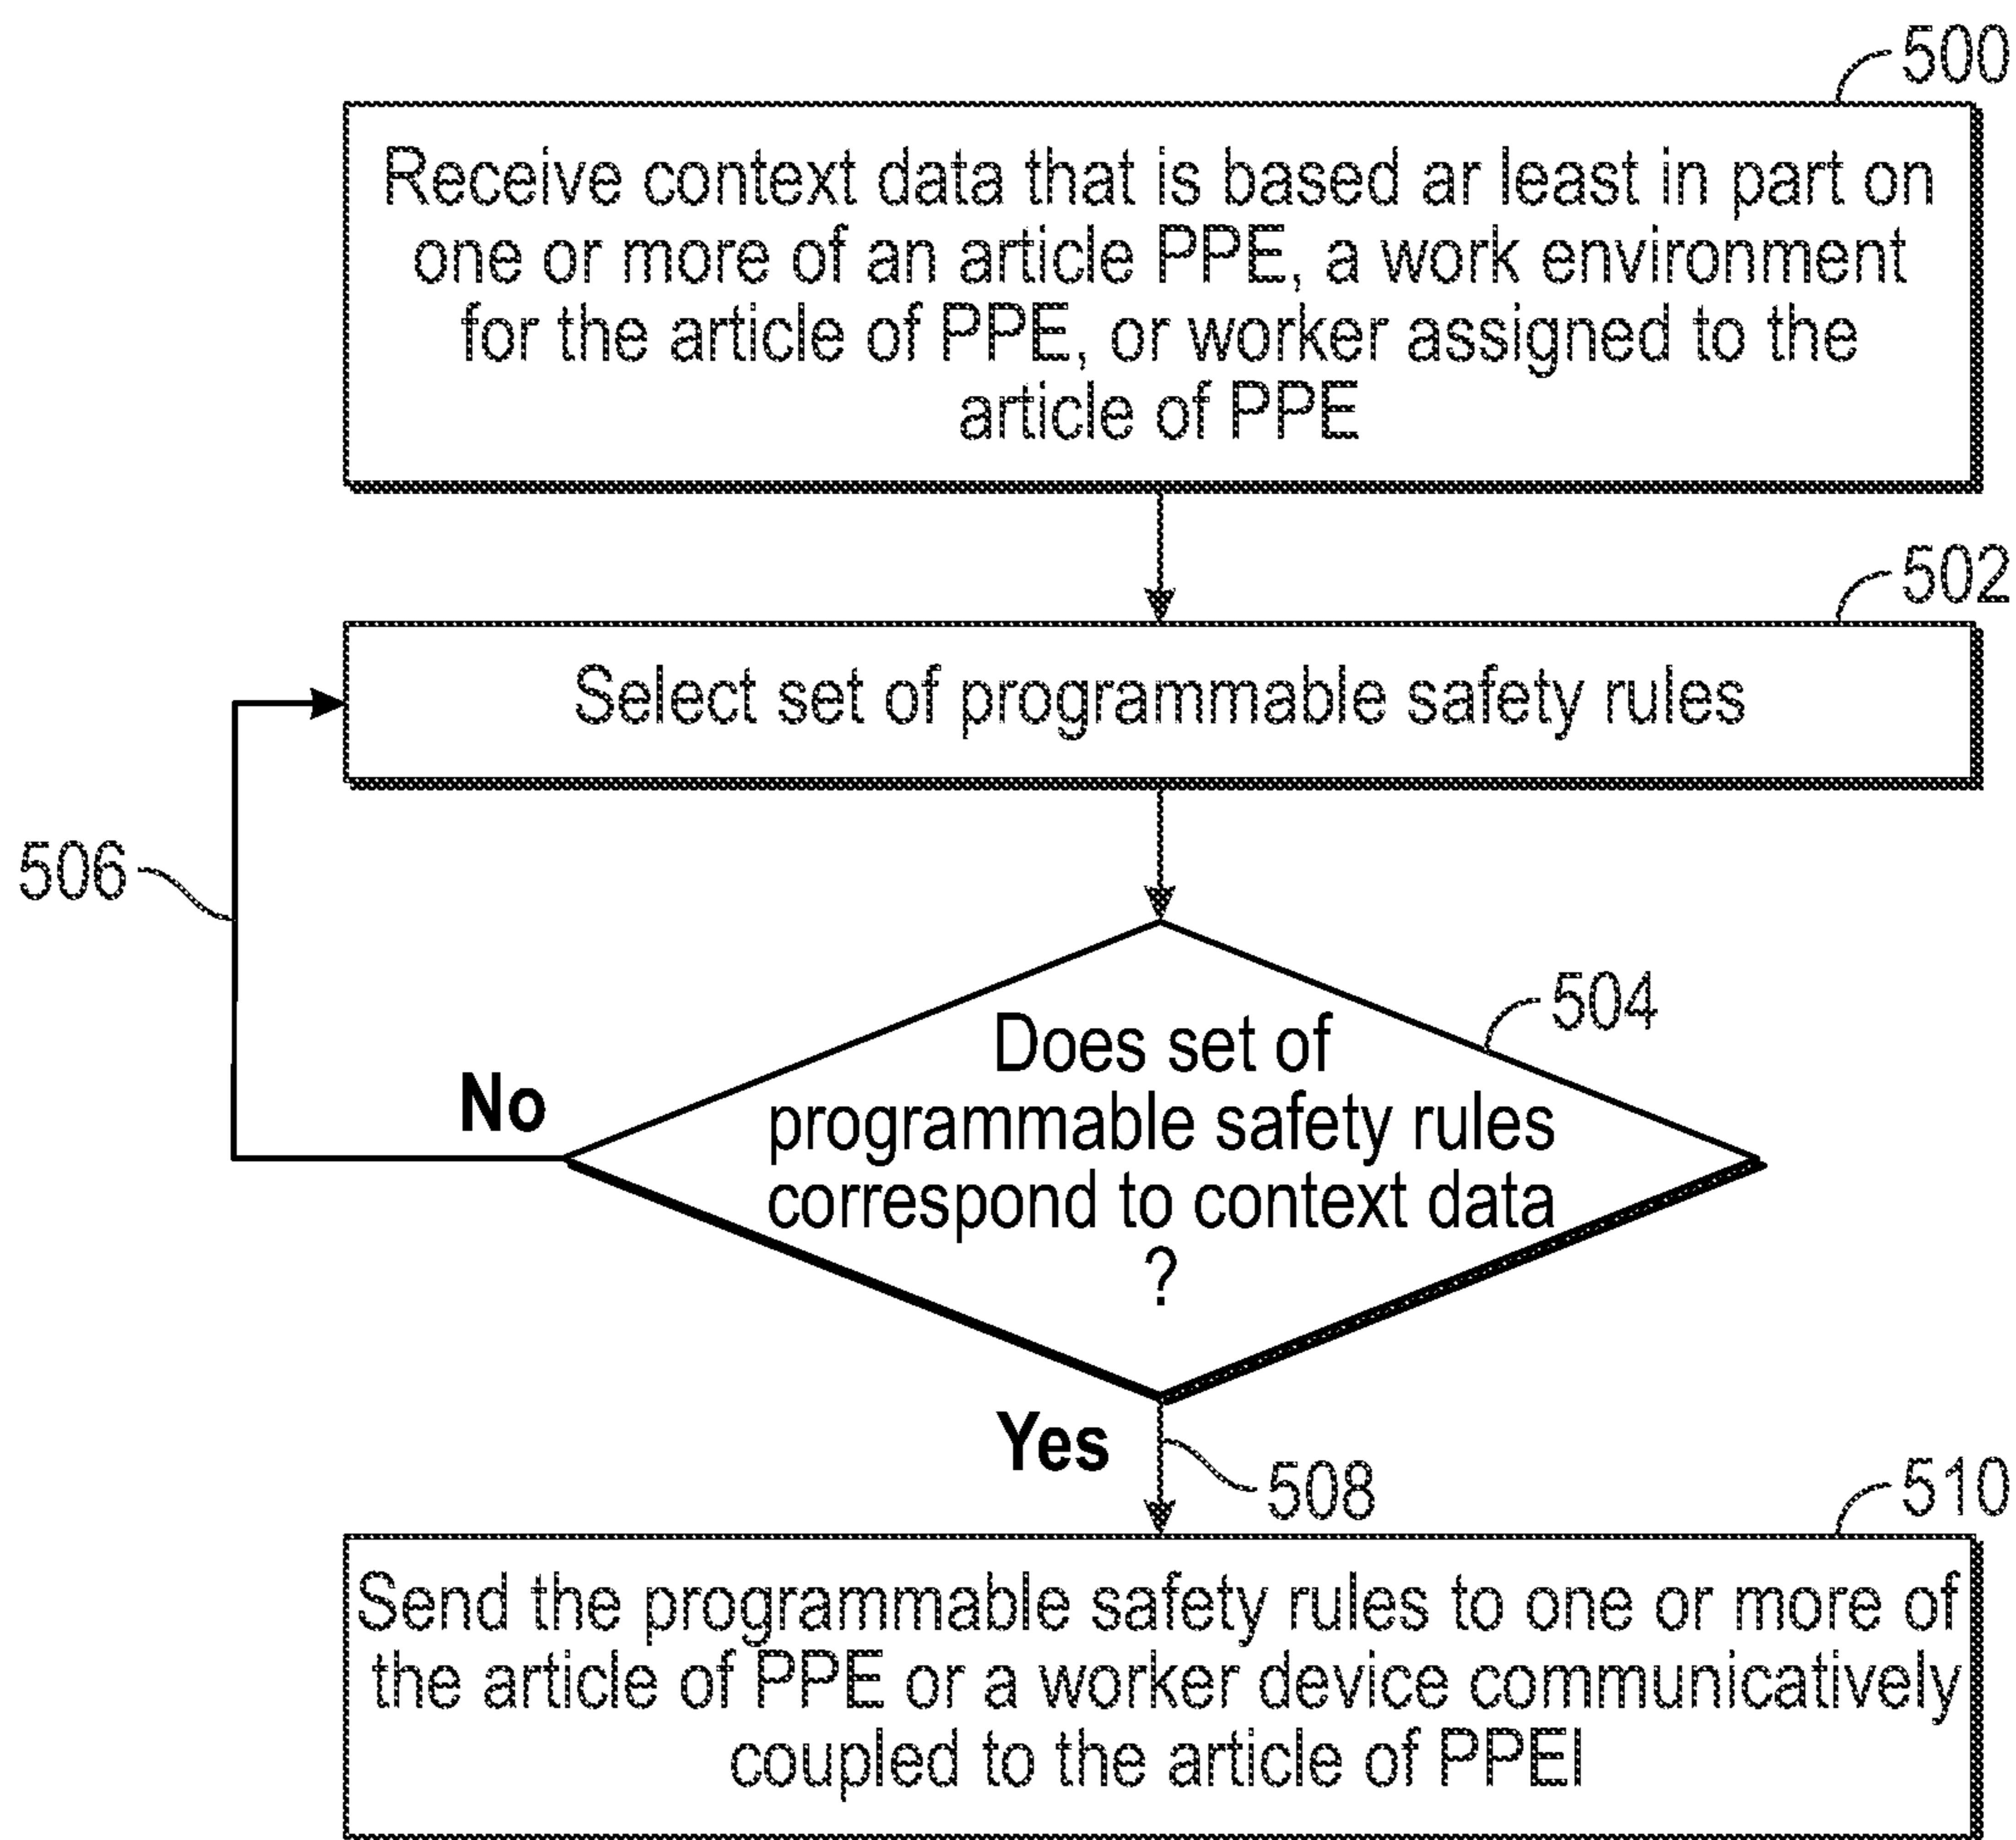 500
Receive context data that is based ar least in part on
one or more of an article PPE, a work environment
for the article of PPE, or worker assigned to the
article of PPE
502
Select set of programmable safety rules
506
504
Does set of
programmable safety rules
correspond to context data
?
No
Yes
508
510
Send the programmable safety rules to one or more of
the article of PPE or a worker device communicatively
coupled to the article of PPEI